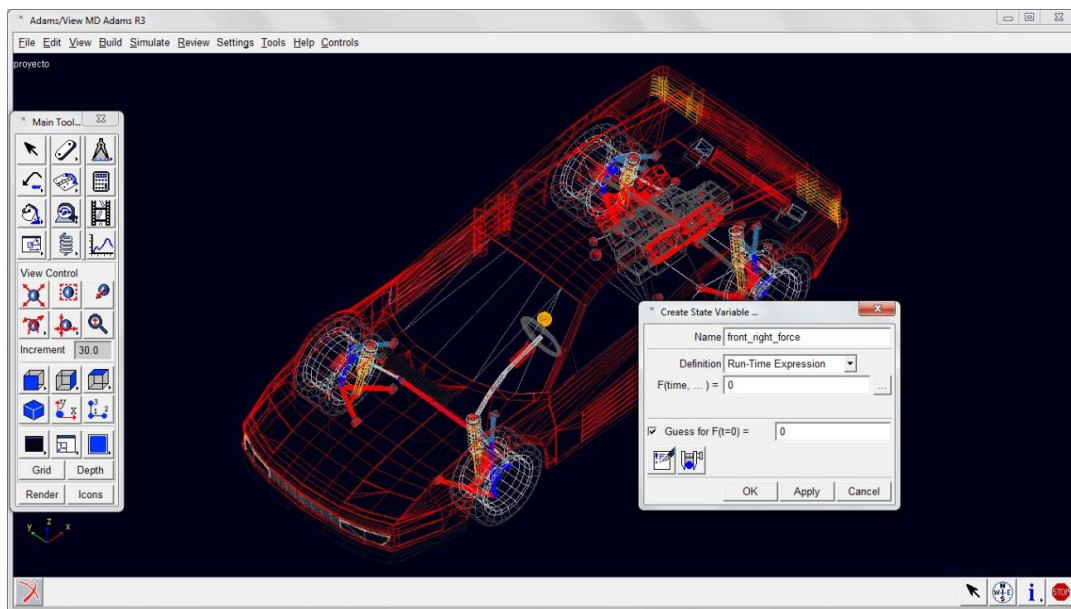 Adams/View MD Adams R3
File Edit View Build Simulate Review Settings Tools Help Controls
proyecto
Main Tool...
View Control
Increment 30.0
Grid Depth
Render Icons
Create State Variable ...
Name front_right_force
Definition Run-Time Expression
F(time, ... ) = 0 ...
Guess for F(t=0) = 0
OK Apply Cancel
y z x
N
W E
S
i
STOP